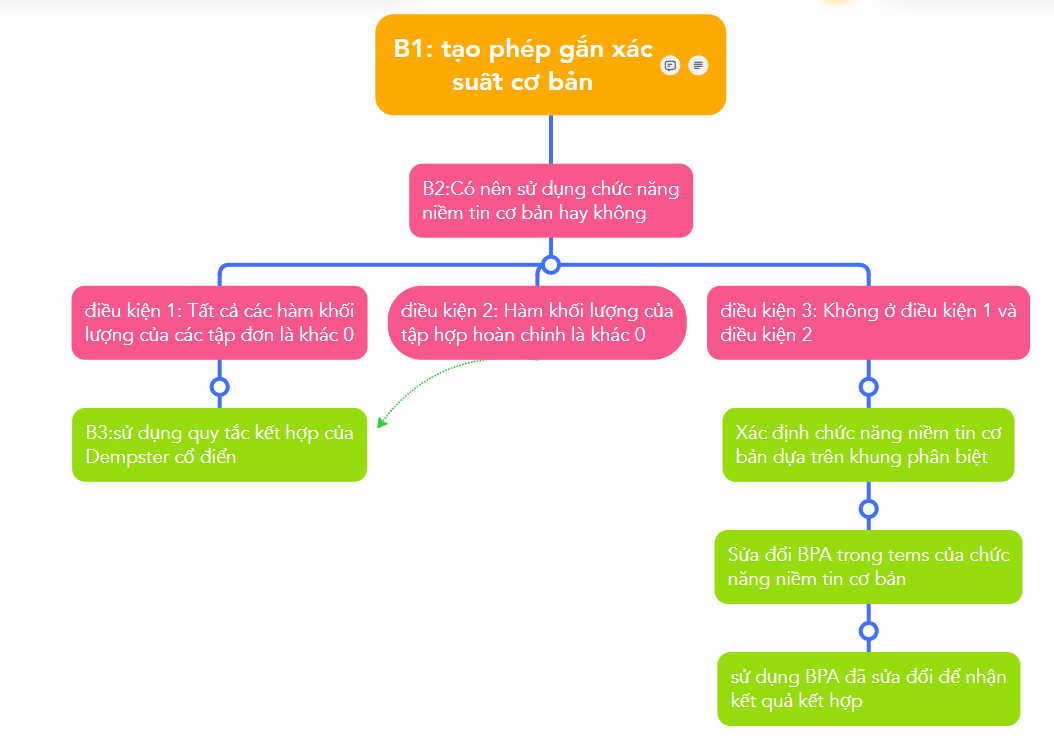 B1: tạo phép gắn xác
suất cơ bản
B2:Có nên sử dụng chức năng
niềm tin cơ bản hay không
điều kiện 1: Tất cả các hàm khối
lượng của các tập đơn là khác 0
điều kiện 2: Hàm khối lượng của
tập hợp hoàn chỉnh là khác 0
điều kiện 3: Không ở điều kiện 1 và
điều kiện 2
B3:sử dụng quy tắc kết hợp của
Dempster cổ điển
Xác định chức năng niềm tin cơ
bản dựa trên khung phân biệt
Sửa đổi BPA trong tems của chức
năng niềm tin cơ bản
sử dụng BPA đã sửa đổi để nhận
kết quả kết hợp